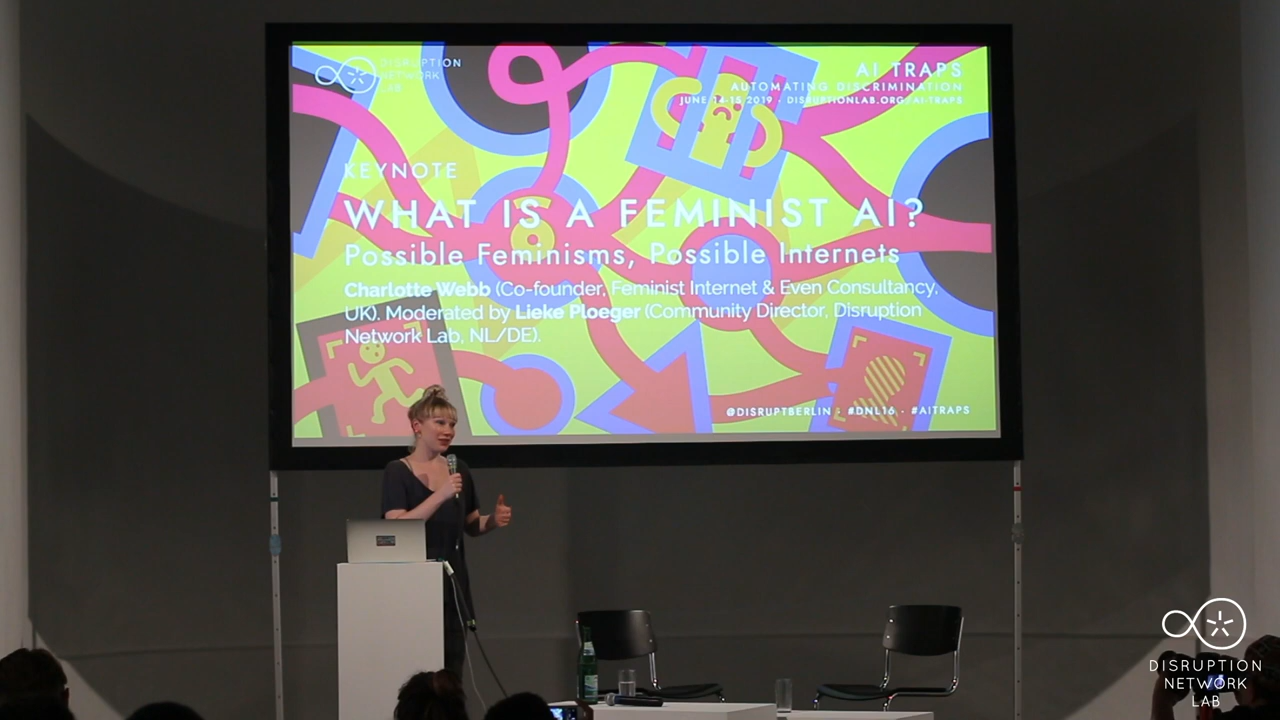 DISRUPTION
NETWORK
LAB
AI TRAPS
AUTOMATING DISCRIMINATION
JUNE 14-15 2019 · DISRUPTIONLAB.ORG/AI-TRAPS
KEYNOTE
WHAT IS A FEMINIST AI?
Possible Feminisms, Possible Internets
Charlotte Webb (Co-founder, Feminist Internet & Even Consultancy,
UK). Moderated by Lieke Ploeger (Community Director, Disruption
Network Lab, NL/DE).
@DISRUPTBERLIN · #DNL16 · #AITRAPS
DISRUPTION
NETWORK
LAB